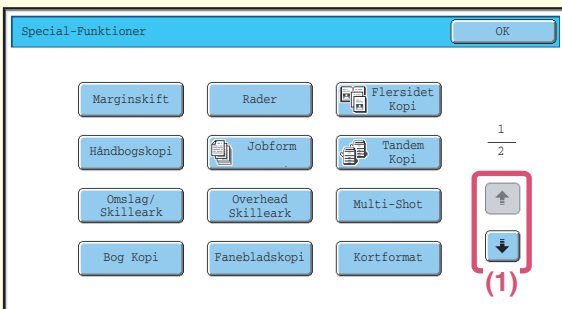 Special-Funktioner
OK
Marginskift
Rader
Flersidet
Kopi
Håndbogskopi
Jobform
Tandem
Kopi
Omslag/
Skilleark
Overhead
Skilleark
Multi-Shot
Bog Kopi
Fanebladskopi
Kortformat
1
2
(1)